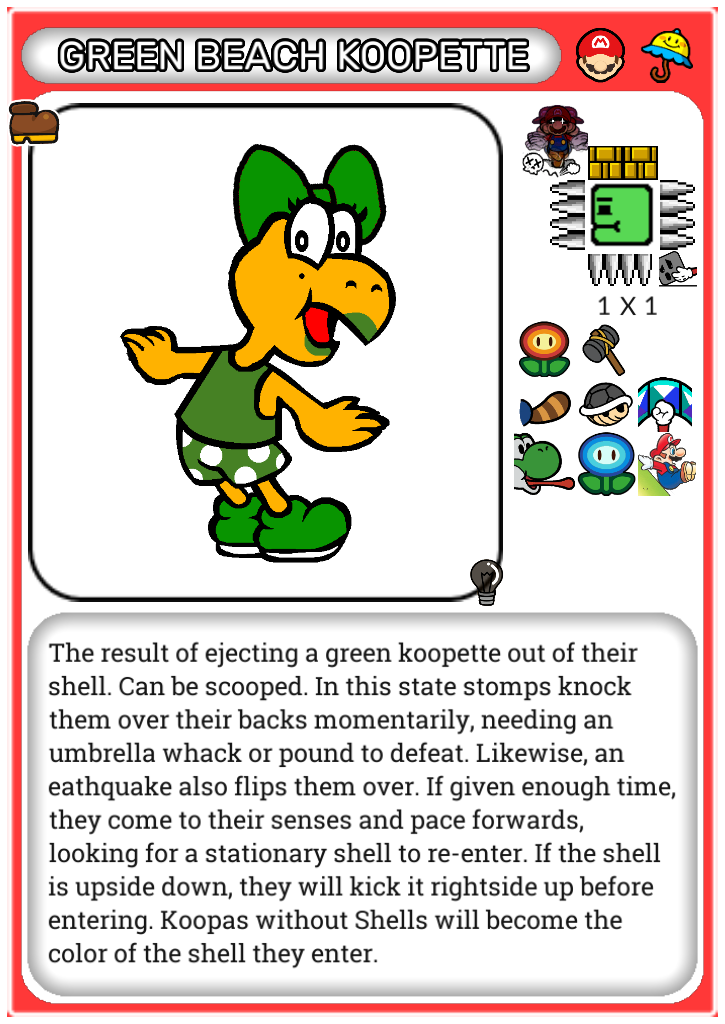 GREEN BEACH KOOPETTE
1 X 1
The result of ejecting a green koopette out of their
shell. Can be scooped. In this state stomps knock
them over their backs momentarily, needing an
umbrella whack or pound to defeat. Likewise, an
eathquake also flips them over. If given enough time,
they come to their senses and pace forwards,
looking for a stationary shell to re-enter. If the shell
is upside down, they will kick it rightside up before
entering. Koopas without Shells will become the
color of the shell they enter.